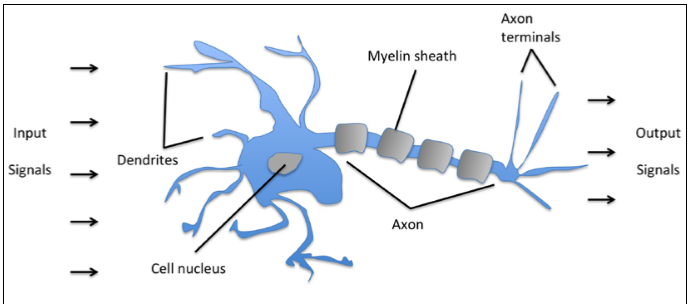 Axon
terminals
Myelin sheath
Input
Signals
Dendrites
Output
Signals
Axon
Cell nucleus